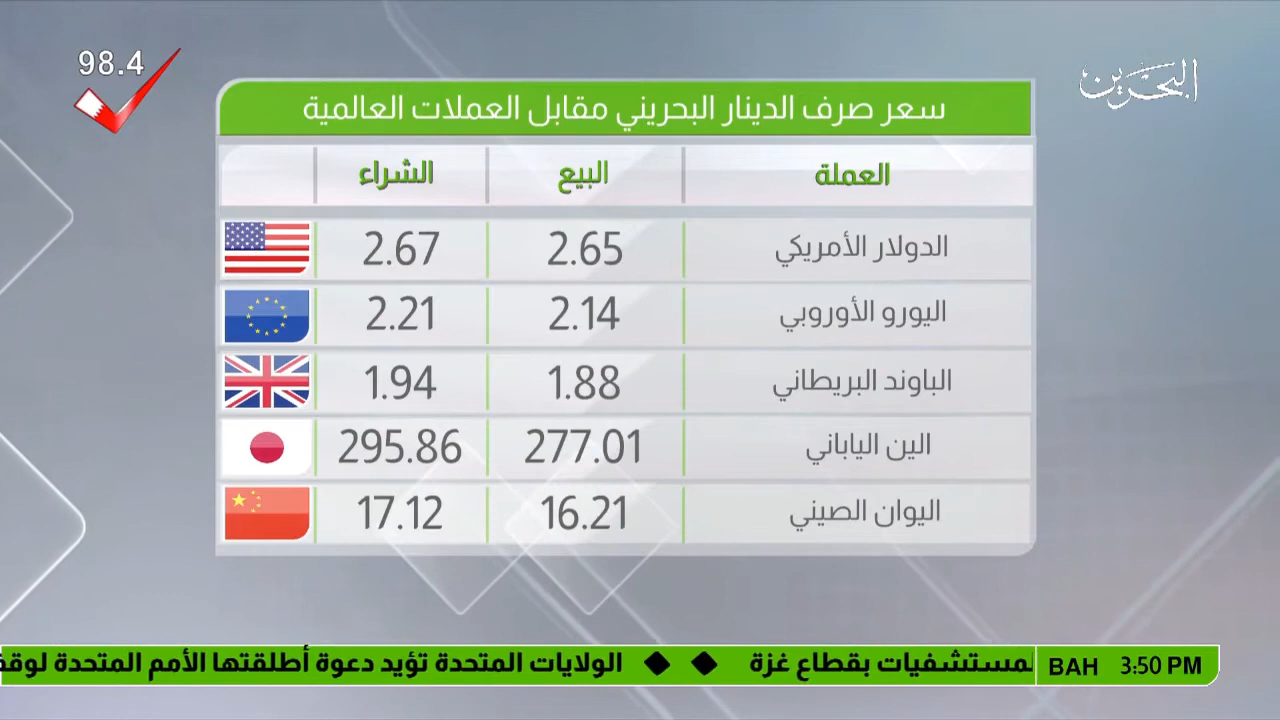 98.4
البحرين
سعر صرف الدينار البحريني مقابل العملات العالمية
العملة البيع الشراء
الدولار الأمريكي 2.65 2.67
اليورو الأوروبي 2.14 2.21
الباوند البريطاني 1.88 1.94
الين الياباني 277.01 295.86
اليوان الصيني 16.21 17.12
BAH 3:50 PM
لمستشفيات بقطاع غزة ◆ ◆ الولايات المتحدة تؤيد دعوة أطلقتها الأمم المتحدة لوقف